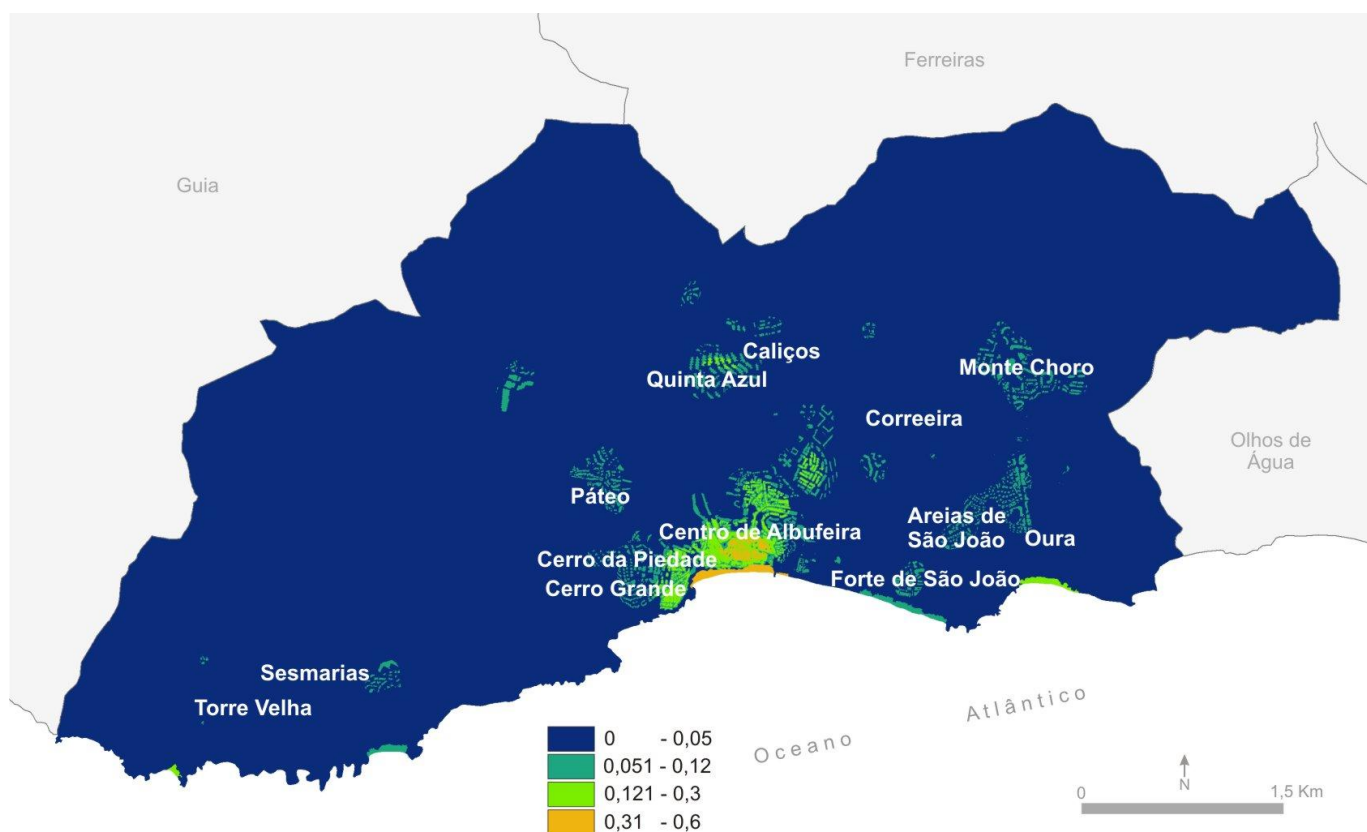 Ferreiras
Guia
Caliços
Quinta Azul
Monte Choro
Correeira
Olhos de
Água
Páteo
Areias de
São João
Oura
Centro de Albufeira
Cerro da Piedade
Cerro Grande
Forte de São João
Sesmarias
Torre Velha
Oceano Atlântico
0 - 0,05
0,051 - 0,12
0,121 - 0,3
0,31 - 0,6
N
0 1,5 Km